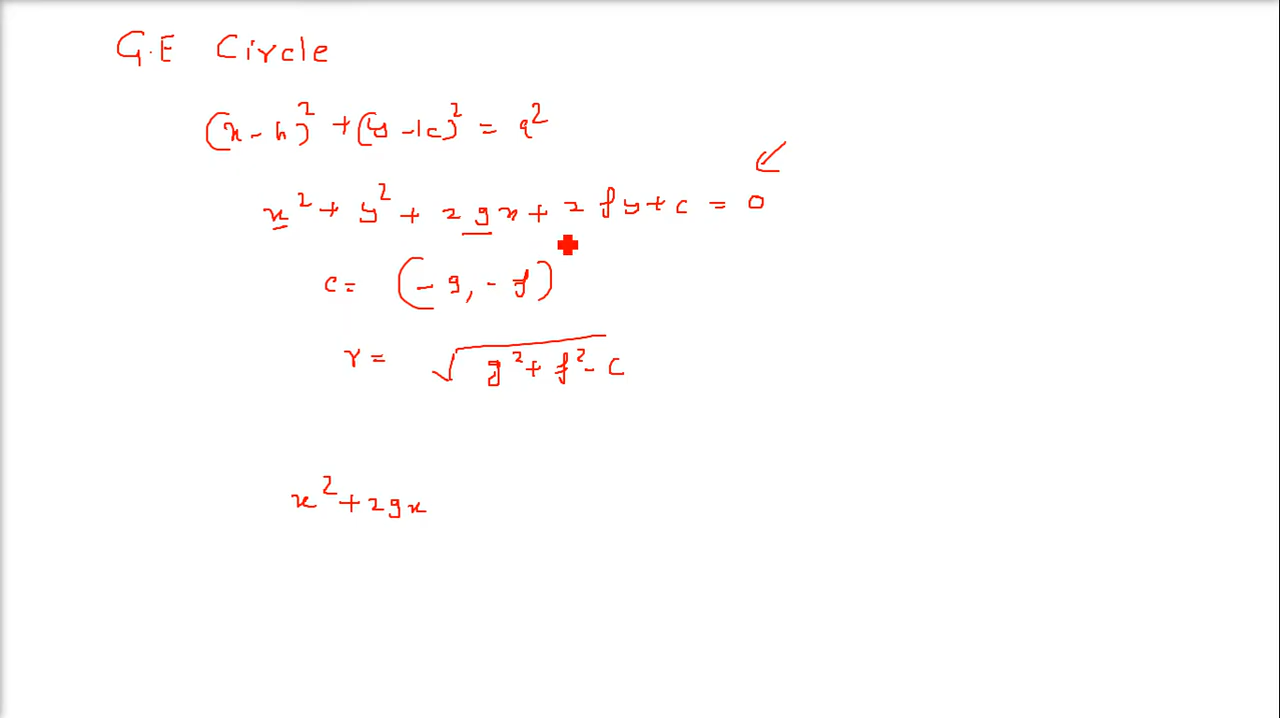 G.E Circle
(x-h)² + (y-k)² = r²
x² + y² + 2gx + 2fy + c = 0
c = (-g, -f)
r = √g² + f² - c
x² + 2gx